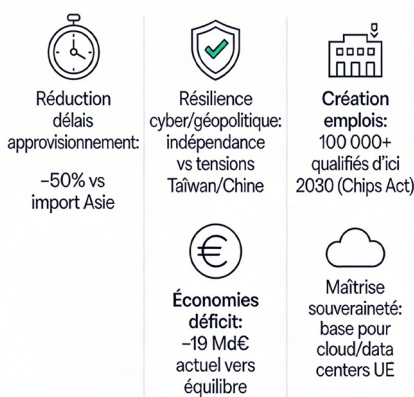 Réduction
délais
approvisionnement:
–50% vs
import Asie
Résilience
cyber/géopolitique:
indépendance
vs tensions
Taîwan/Chine
Création
emplois:
100 000+
qualifiés d'ici
2030 (Chips Act)
€
Économies
déficit:
–19 Md€
actuel vers
équilibre
Maîtrise
souveraineté:
base pour
cloud/data
centers UE